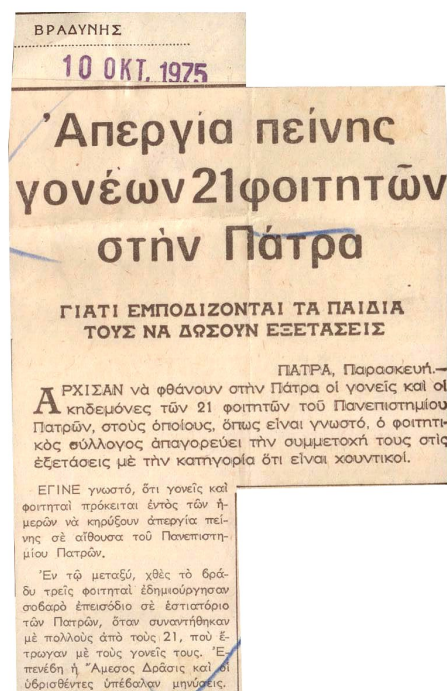 ΒΡΑΔΥΝΗΣ
10 ΟΚΤ. 1975
Ἀπεργία πείνης
γονέων 21 φοιτητῶν
στήν Πάτρα
ΓΙΑΤΙ ΕΜΠΟΔΙΖΟΝΤΑΙ ΤΑ ΠΑΙΔΙΑ
ΤΟΥΣ ΝΑ ΔΩΣΟΥΝ ΕΞΕΤΑΣΕΙΣ
ΠΑΤΡΑ, Παρασκευή.—
ΑΡΧΙΣΑΝ νὰ φθάνουν στὴν Πάτρα οἱ γονεῖς καὶ οἱ
κηδεμόνες τῶν 21 φοιτητῶν τοῦ Πανεπιστημίου
Πατρῶν, στοὺς ὁποίους, ὅπως εἶναι γνωστό, ὁ φοιτητι-
κὸς σύλλογος ἀπαγορεύει τὴν συμμετοχή τους στὶς
ἐξετάσεις μὲ τὴν κατηγορία ὅτι εἶναι χουντικοί.
ΕΓΙΝΕ γνωστό, ὅτι γονεῖς καὶ
φοιτηταὶ πρόκειται ἐντὸς τῶν ἡ-
μερῶν νὰ κηρύξουν ἀπεργία πεί-
νης σὲ αἴθουσα τοῦ Πανεπιστη-
μίου Πατρῶν.
Ἐν τῷ μεταξύ, χθὲς τὸ βρά-
δυ τρεῖς φοιτηταὶ ἐδημιούργησαν
σοβαρὸ ἐπεισόδιο σὲ ἑστιατόριο
τῶν Πατρῶν, ὅταν συναντήθηκαν
μὲ πολλοὺς ἀπὸ τοὺς 21, ποὺ ἔ-
τρωγαν μὲ τοὺς γονεῖς τους. Ἐ-
πενέβη ἡ Ἄμεσος Δρᾶσις καὶ οἱ
ὑβρισθέντες ὑπέβαλαν μηνύσεις.